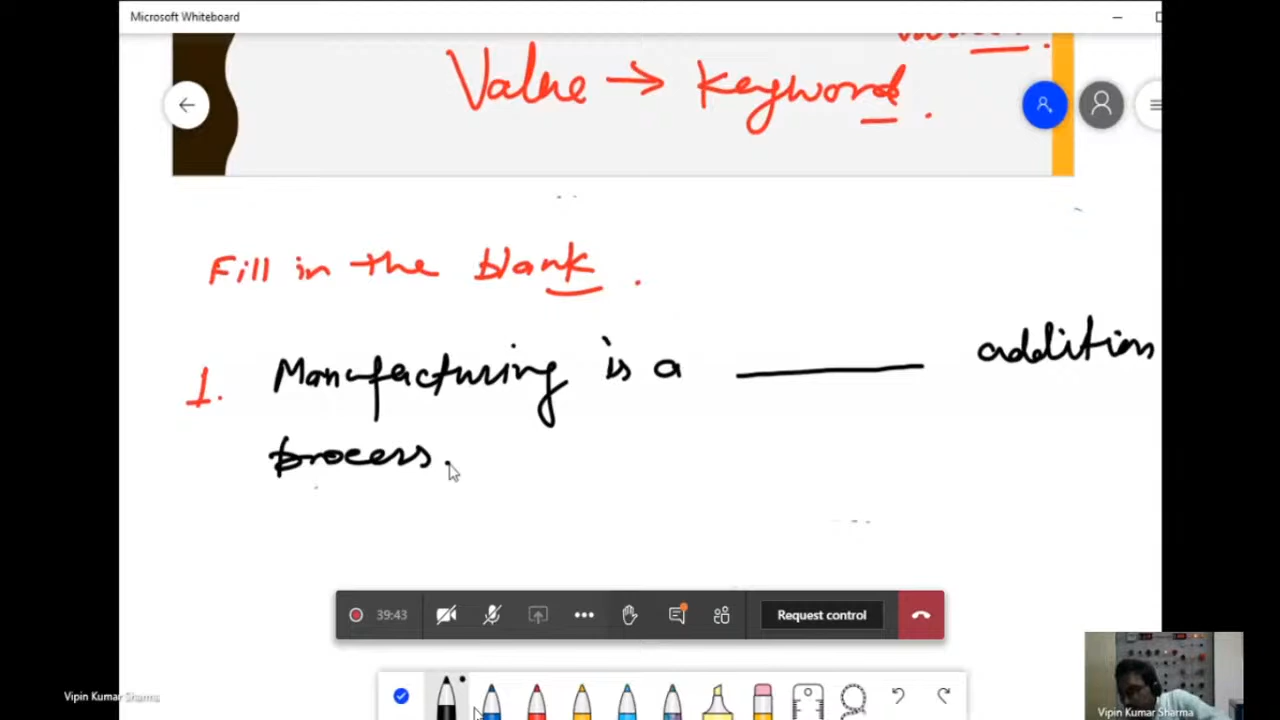 Microsoft Whiteboard
Value → Keyword.
Fill in the blank.
1. Manufacturing is a ______ addition
process.
39:43
Request control
Vipin Kumar Sharma
Vipin Kumar Sharma